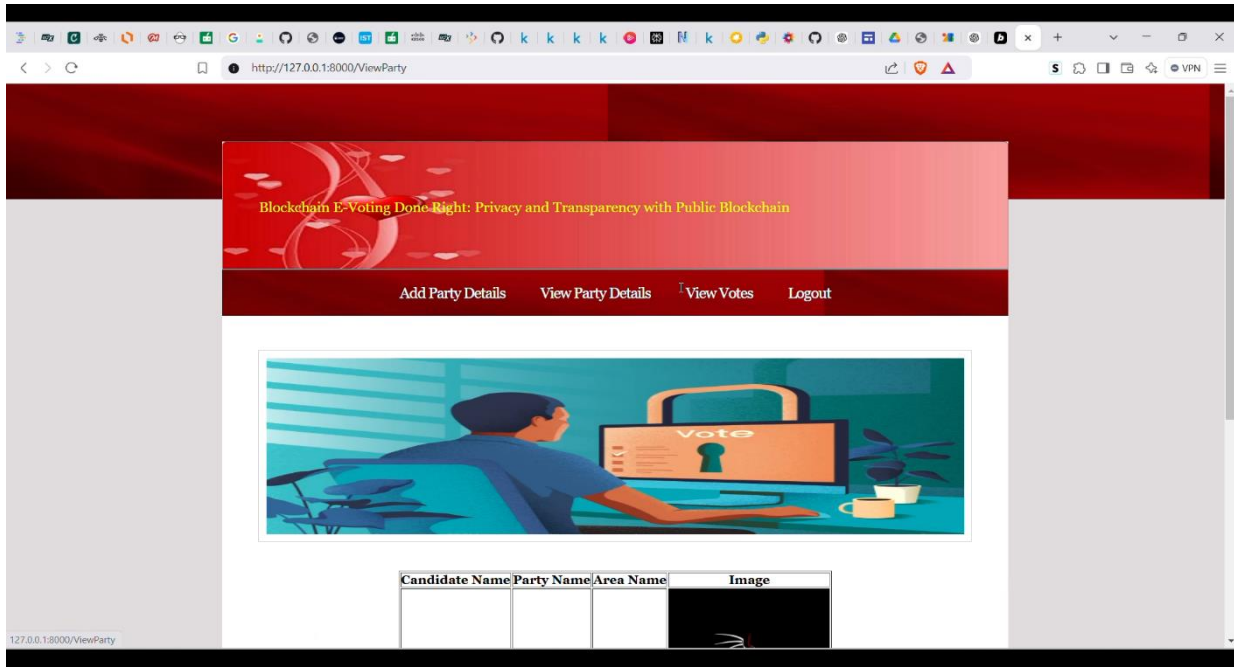 http://127.0.0.1:8000/ViewParty
VPN
Blockchain E-Voting Done Right: Privacy and Transparency with Public Blockchain
Add Party Details View Party Details View Votes Logout
vote
Candidate Name Party Name Area Name Image
127.0.0.1:8000/ViewParty